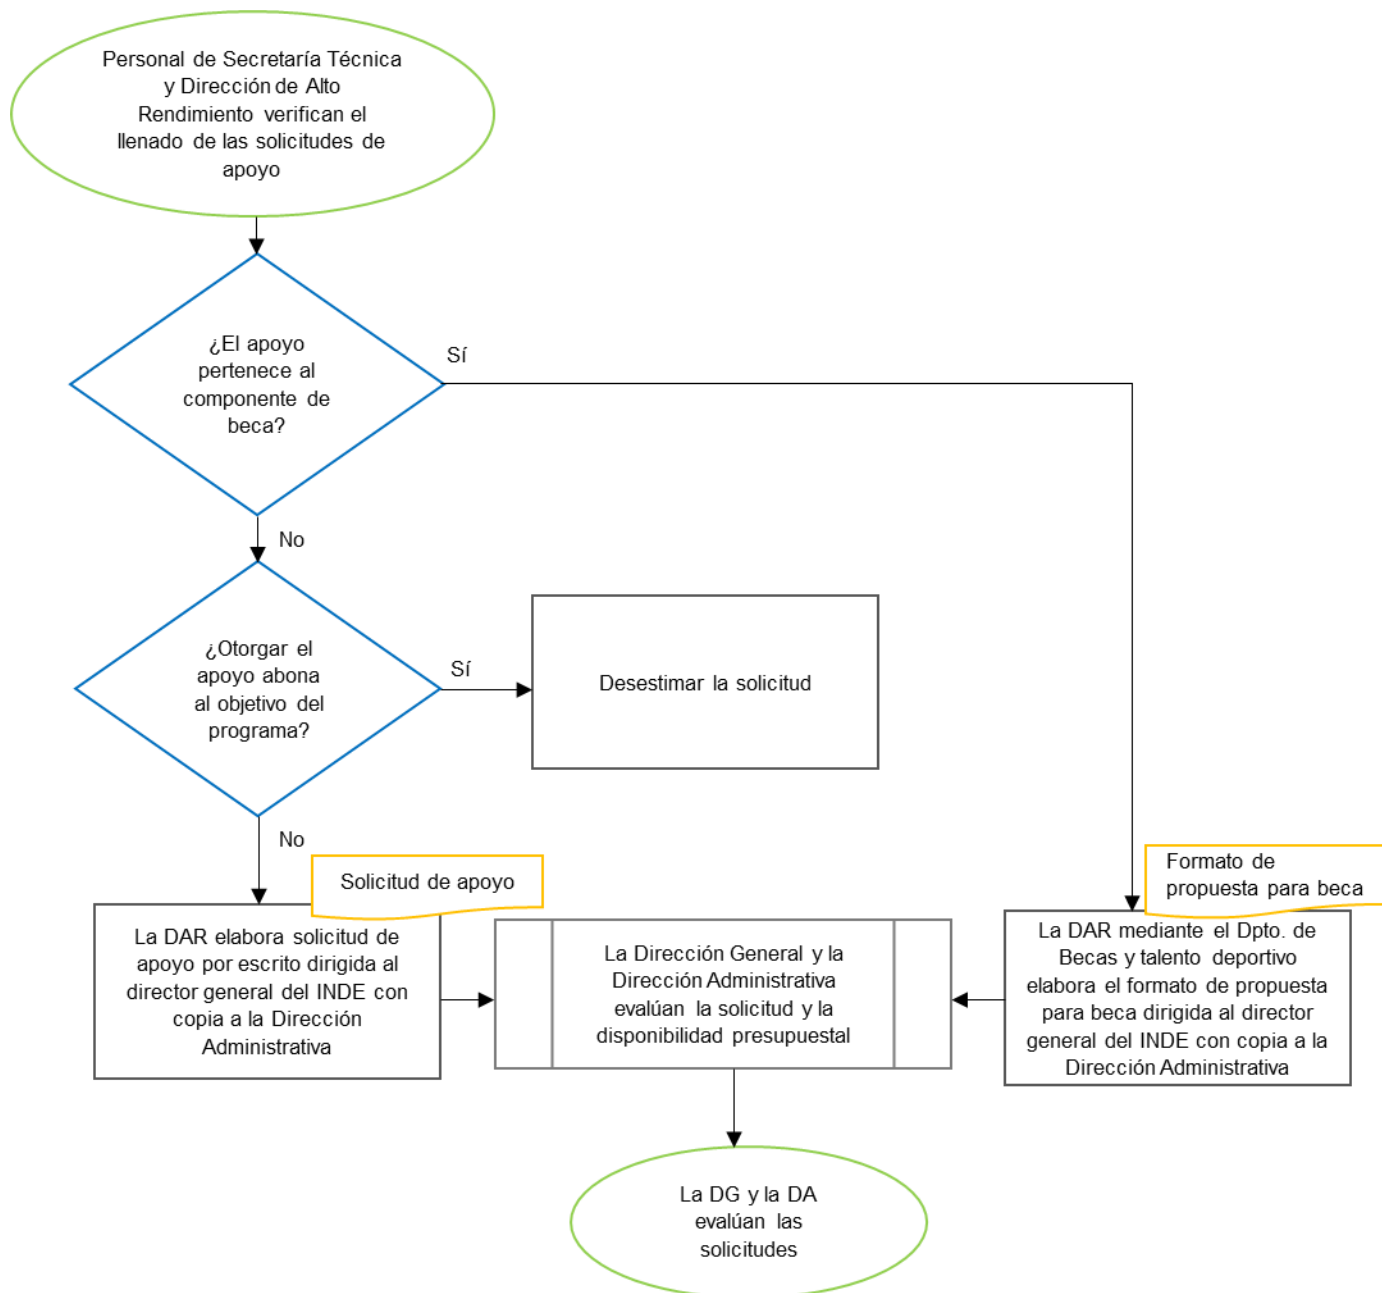 Personal de Secretaría Técnica
y Dirección de Alto
Rendimiento verifican el
llenado de las solicitudes de
apoyo
¿El apoyo
pertenece al
componente de
beca?
Sí
No
¿Otorgar el
apoyo abona
al objetivo del
programa?
Sí
Desestimar la solicitud
No
Solicitud de apoyo
La DAR elabora solicitud de
apoyo por escrito dirigida al
director general del INDE con
copia a la Dirección
Administrativa
La Dirección General y la
Dirección Administrativa
evalúan la solicitud y la
disponibilidad presupuestal
Formato de
propuesta para beca
La DAR mediante el Dpto. de
Becas y talento deportivo
elabora el formato de propuesta
para beca dirigida al director
general del INDE con copia a la
Dirección Administrativa
La DG y la DA
evalúan las
solicitudes